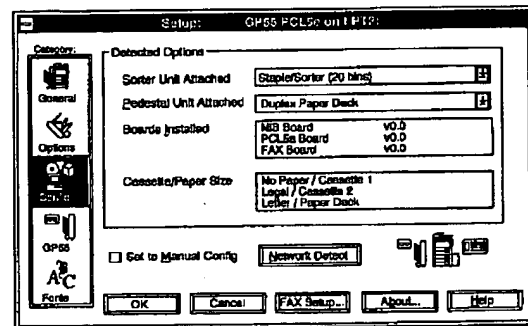 Setup: GP55 PCL5e on LPT2:
Category:
General
Options
Config
GP55
Fonts
Detected Options
Sorter Unit Attached Staple/Sorter (20 bins)
Pedestal Unit Attached Duplex Paper Deck
Boards Installed NIB Board v0.0
PCL5e Board v0.0
FAX Board v0.0
Cassette/Paper Size No Paper / Cassette 1
Legal / Cassette 2
Letter / Paper Deck
Set to Manual Config Network Detect
OK Cancel FAX Setup... About... Help